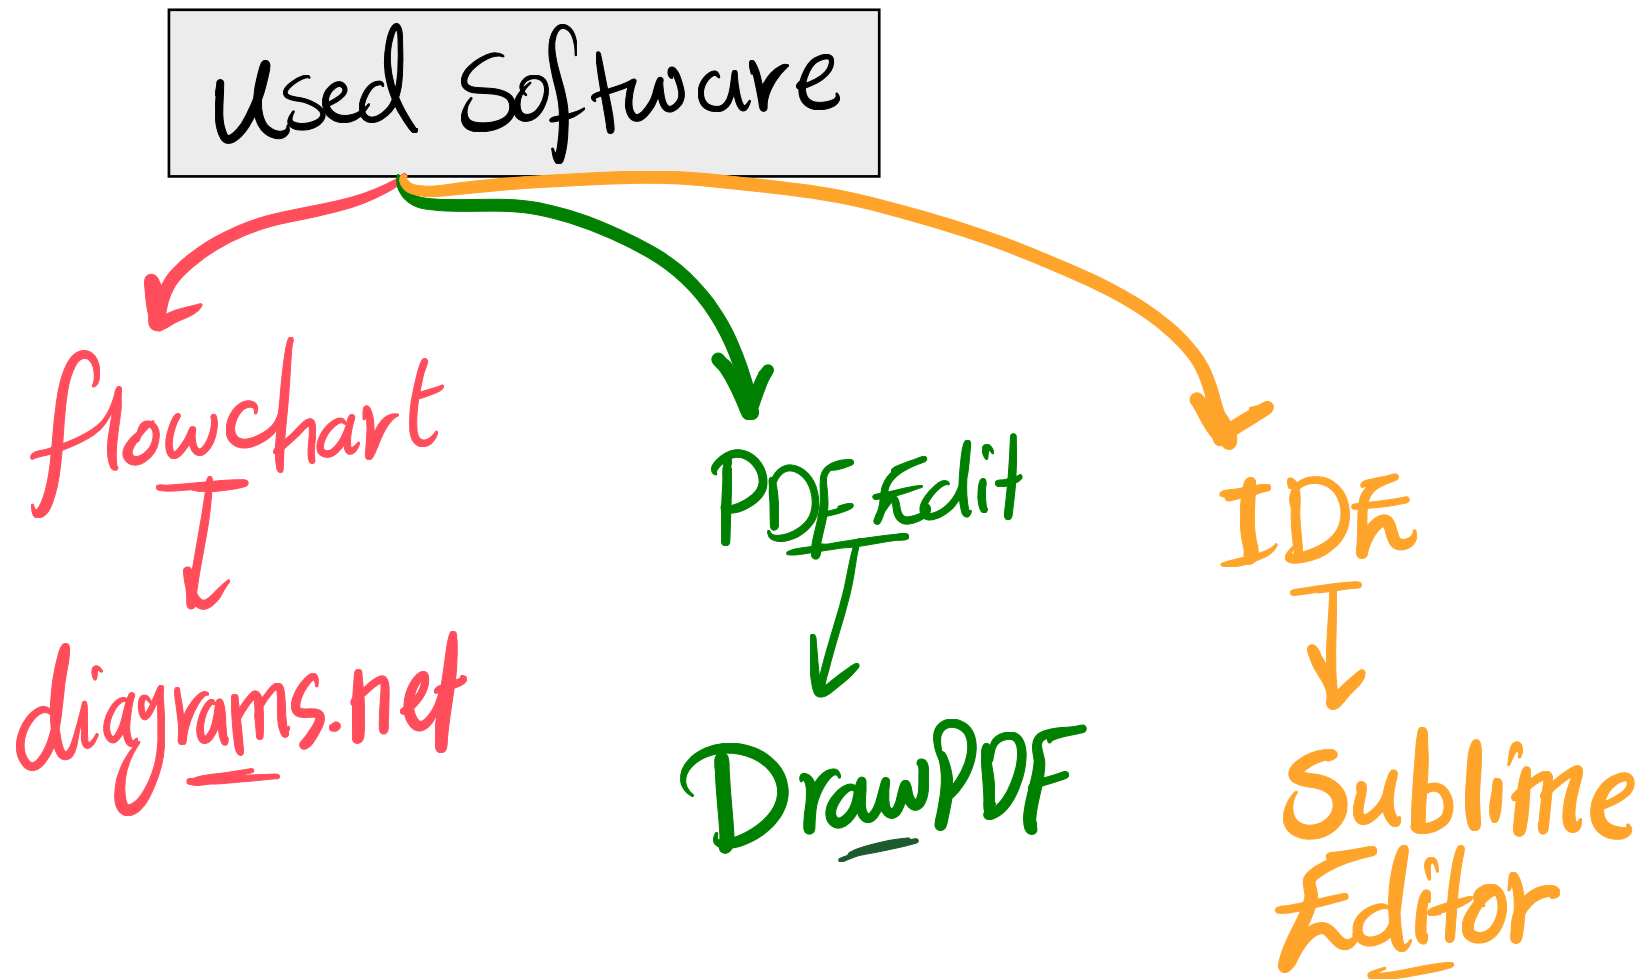 Used Software
flowchart
PDF Edit
IDE
diagrams.net
DrawPDF
Sublime
Editor